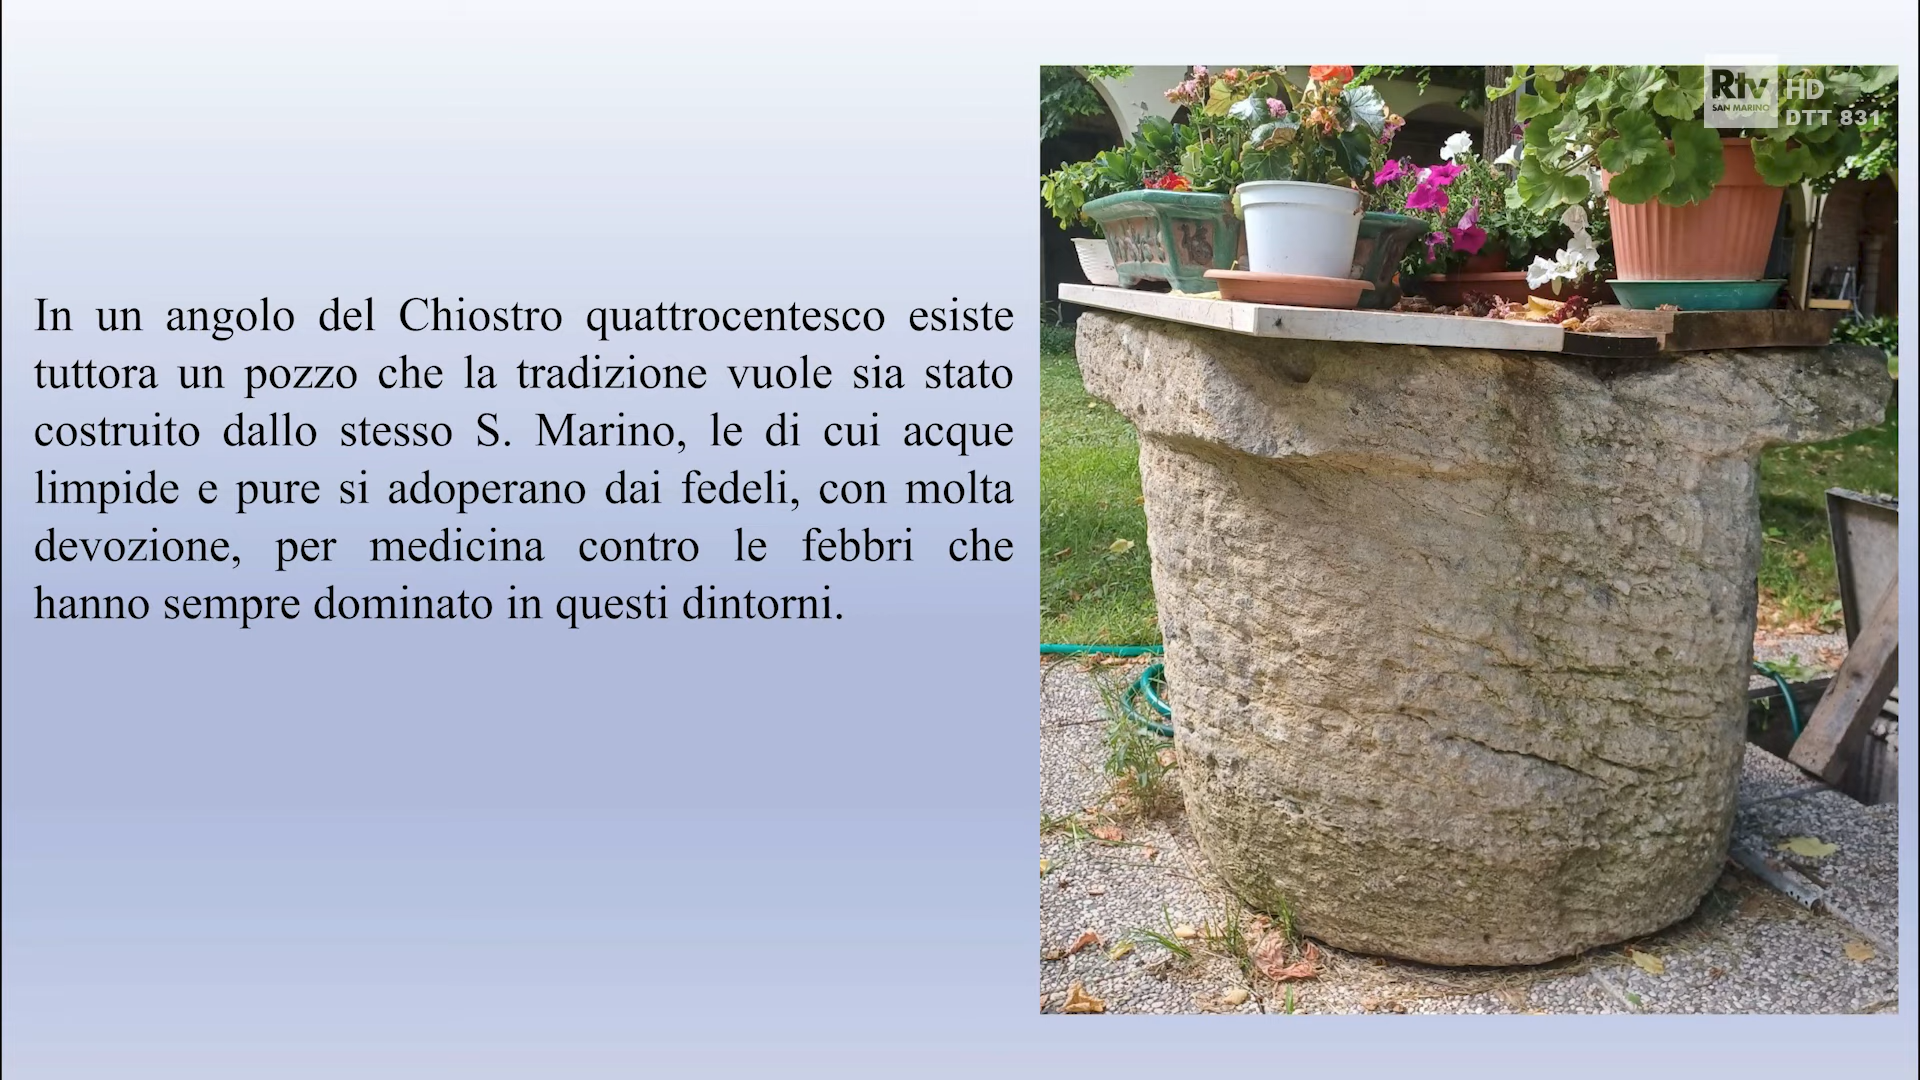 Rtv HD
SAN MARINO DTT 831
In un angolo del Chiostro quattrocentesco esiste
tuttora un pozzo che la tradizione vuole sia stato
costruito dallo stesso S. Marino, le di cui acque
limpide e pure si adoperano dai fedeli, con molta
devozione, per medicina contro le febbri che
hanno sempre dominato in questi dintorni.